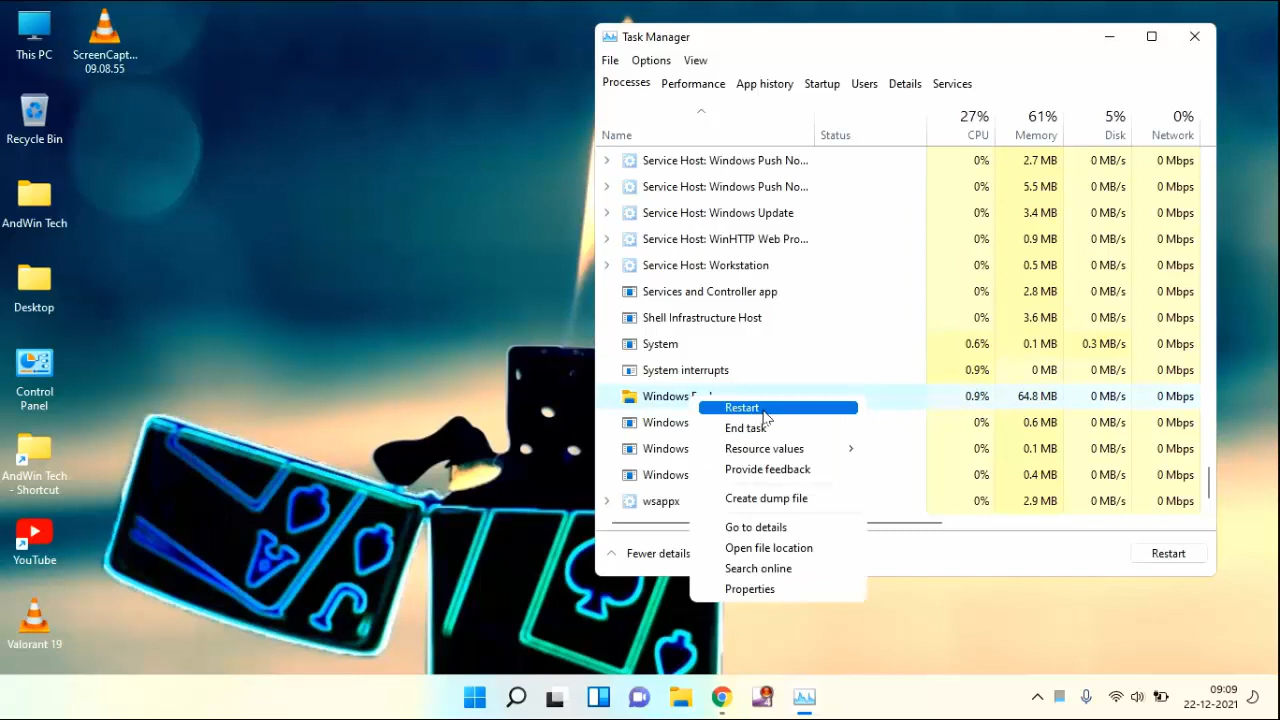 This PC
ScreenCapt...
09.08.55
Recycle Bin
AndWin Tech
Desktop
Control
Panel
AndWin Tech
- Shortcut
YouTube
Valorant 19
Task Manager
File Options View
Processes Performance App history Startup Users Details Services
27% 61% 5% 0%
Name Status CPU Memory Disk Network
Service Host: Windows Push No... 0% 2.7 MB 0 MB/s 0 Mbps
Service Host: Windows Push No... 0% 5.5 MB 0 MB/s 0 Mbps
Service Host: Windows Update 0% 3.4 MB 0 MB/s 0 Mbps
Service Host: WinHTTP Web Pro... 0% 0.9 MB 0 MB/s 0 Mbps
Service Host: Workstation 0% 0.5 MB 0 MB/s 0 Mbps
Services and Controller app 0% 2.8 MB 0 MB/s 0 Mbps
Shell Infrastructure Host 0% 3.6 MB 0 MB/s 0 Mbps
System 0.6% 0.1 MB 0.3 MB/s 0 Mbps
System interrupts 0.9% 0 MB 0 MB/s 0 Mbps
Windows 0.9% 64.8 MB 0 MB/s 0 Mbps
Windows 0% 0.6 MB 0 MB/s 0 Mbps
Windows 0% 0.1 MB 0 MB/s 0 Mbps
Windows 0% 0.4 MB 0 MB/s 0 Mbps
wsappx 0% 2.9 MB 0 MB/s 0 Mbps
Restart
End task
Resource values
Provide feedback
Create dump file
Go to details
Open file location
Search online
Properties
Fewer details Restart
4
09:09
22-12-2021